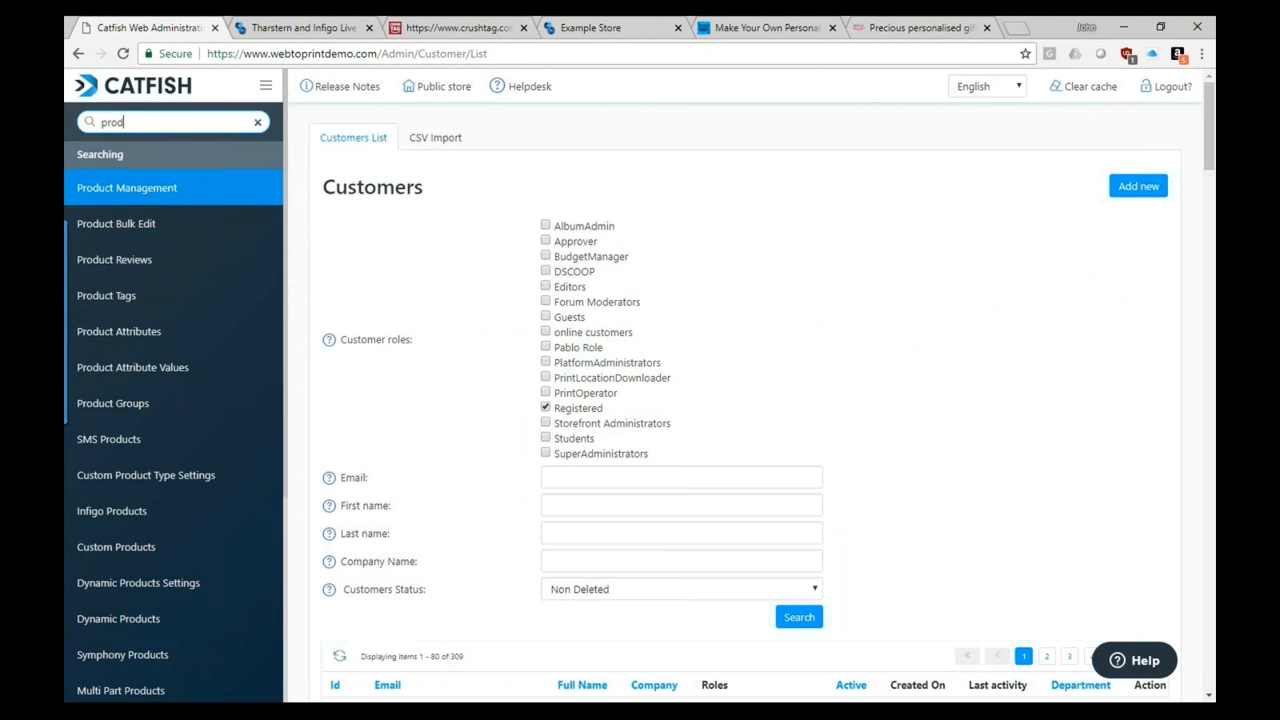 Catfish Web Administrati
Tharstern and Infigo Live
https://www.crushtag.co
Example Store
Make Your Own Personal
Precious personalised gif
John
Secure
https://www.webtoprintdemo.com/Admin/Customer/List
CATFISH
Release Notes
Public store
Helpdesk
English
Clear cache
Logout?
prod
Searching
Product Management
Product Bulk Edit
Product Reviews
Product Tags
Product Attributes
Product Attribute Values
Product Groups
SMS Products
Custom Product Type Settings
Infigo Products
Custom Products
Dynamic Products Settings
Dynamic Products
Symphony Products
Multi Part Products
Customers List
CSV Import
Customers
Add new
Customer roles:
AlbumAdmin
Approver
BudgetManager
DSCOOP
Editors
Forum Moderators
Guests
online customers
Pablo Role
PlatformAdministrators
PrintLocationDownloader
PrintOperator
Registered
Storefront Administrators
Students
SuperAdministrators
Email:
First name:
Last name:
Company Name:
Customers Status:
Non Deleted
Search
Displaying items 1 - 80 of 309
1 2 3
Help
Id Email Full Name Company Roles Active Created On Last activity Department Action